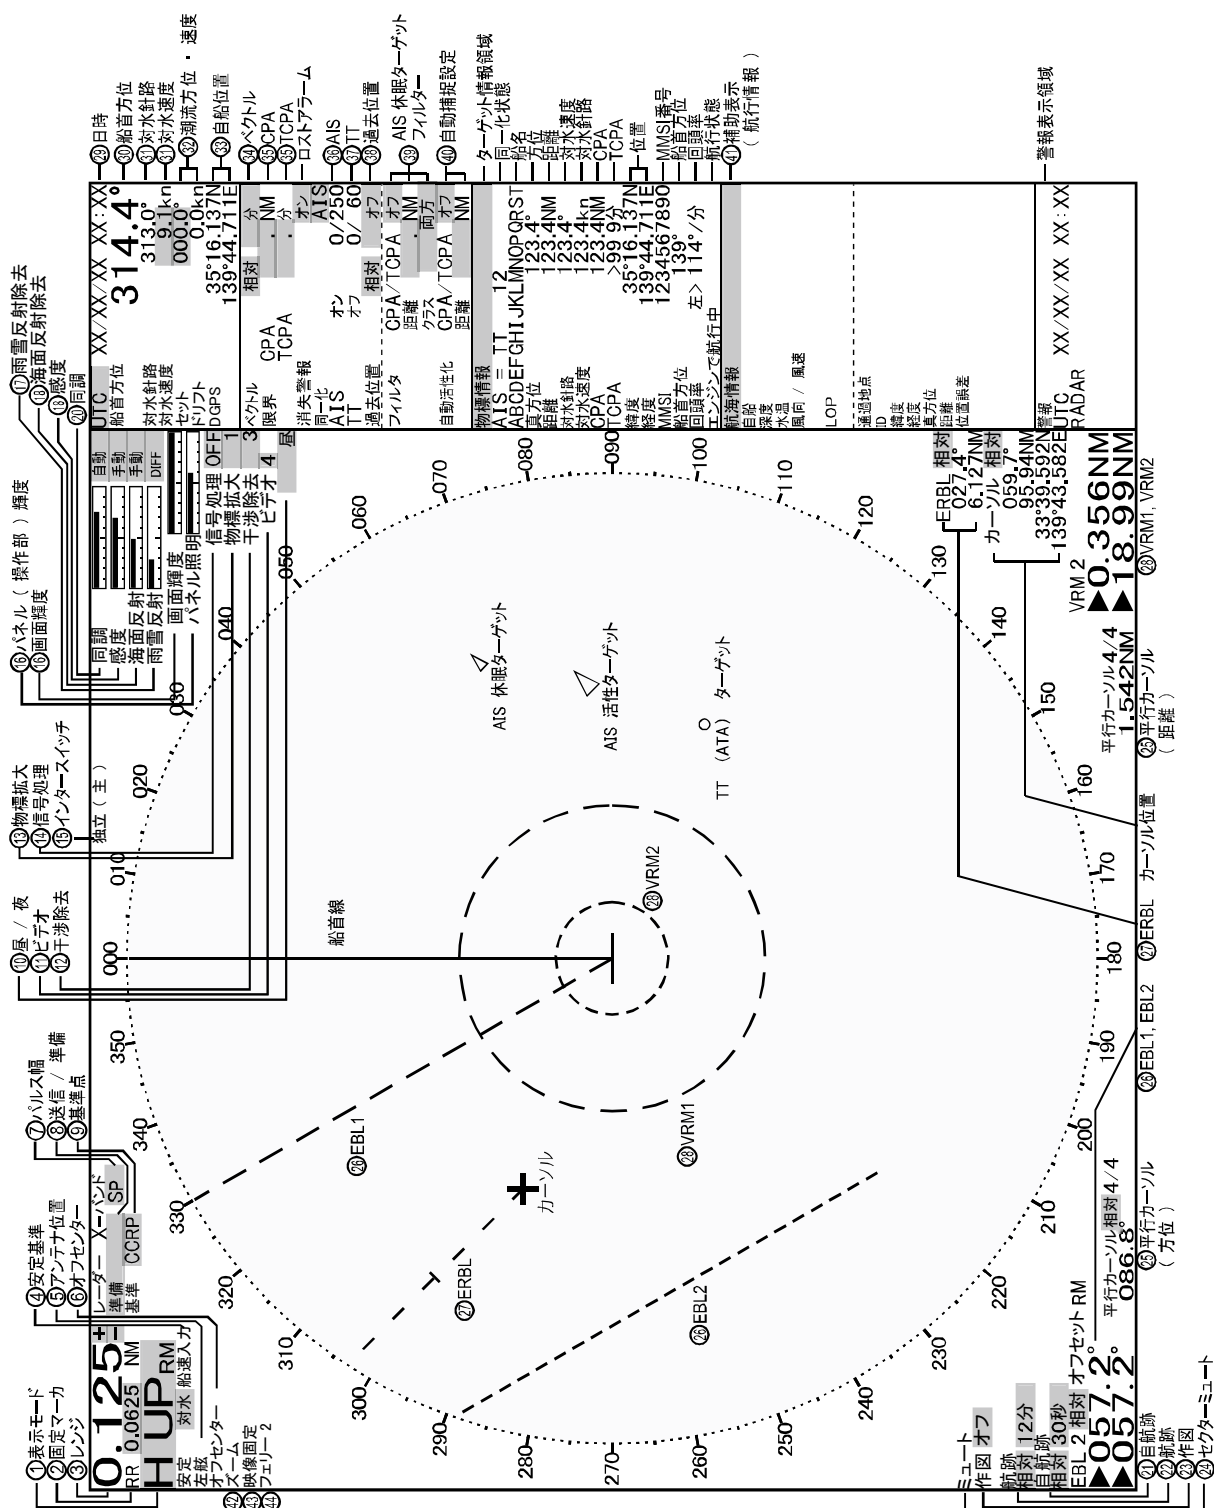 ①表示モード
②固定マーカ
③レンジ
④安定基準
⑤アンテナ位置
⑥オフセンター
⑦パルス幅
⑧送信 / 準備
⑨基準点
⑩昼 / 夜
⑪ビデオ
⑫干渉除去
⑬物標拡大
⑭信号処理
⑮インタースイッチ
⑯パネル ( 操作部 ) 輝度
⑯画面輝度
⑰雨雪反射除去
⑱海面反射除去
⑱感度
⑳同調
0.125 +
−
RR 0.0625 NM
H UP RM
安定 対水 船速入力
左舷
オフセンター
㊷ズーム
㊸映像固定
㊹フェリー 2
レーダー X−バンド
準備 SP
基準 CCRP
独立 ( 主 )
同調 自動
感度 手動
海面反射 手動
雨雪反射 DIFF
画面輝度
パネル照明
信号処理 OFF
物標拡大 1
干渉除去 3
ビデオ 4
昼
000
010
020
030
040
050
060
070
080
090
100
110
120
130
140
150
160
170
180
190
200
210
220
230
240
250
260
270
280
290
300
310
320
330
340
350
船首線
㉖EBL1
㉗ERBL
カーソル
㉖EBL2
㉘VRM1
㉘VRM2
AIS 休眠ターゲット
AIS 活性ターゲット
TT (ATA) ターゲット
ミュート
作図 オフ
航跡
相対 12分
自航跡
相対 30秒
EBL 2 相対 オフセット RM
▶057.2°
▶057.2°
平行カーソル 相対 4/4
086.8°
平行カーソル 4/4
1.542NM
ERBL 相対
027.4°
6.127NM
カーソル 相対
059.7°
95.94NM
33°39.592N
139°43.582E
VRM 2
▶0.356NM
▶18.99NM
㉑自航跡
㉒航跡
㉓作図
㉔セクターミュート
㉕平行カーソル
( 方位 )
㉖EBL1, EBL2
㉗ERBL
カーソル位置
㉕平行カーソル
( 距離 )
㉘VRM1, VRM2
UTC XX/XX/XX XX:XX
船首方位 314.4°
対水針路 313.0°
対水速度 9.1kn
セット 000.0°
ドリフト 0.0kn
DGPS 35°16.137N
139°44.711E
ベクトル 相対 分
限界 CPA . NM
TCPA . 分
消失警報 オン
同一化 オン AIS
AIS オフ 0/250
TT 0/ 60
過去位置 相対 オフ
フィルタ CPA/TCPA オフ
距離 . NM
クラス 両方
自動活性化 CPA/TCPA オフ
距離 NM
物標情報
AIS = TT 12
ABCDEFGHIJKLMNOPQRST
真方位 123.4°
距離 123.4NM
対水針路 123.4°
対水速度 123.4kn
CPA 123.4NM
TCPA >99.9分
緯度 35°16.137N
経度 139°44.711E
MMSI 1234567890
船首方位 139°
回頭率 左> 114°/分
エンジンで航行中
航海情報
自船
深度
水温
風向 / 風速
LOP
通過地点
ID
緯度
経度
真方位
距離
位置誤差
警報
UTC XX/XX/XX XX:XX
RADAR
㉙日時
㉚船首方位
㉛対水針路
㉛対水速度
㉜潮流方位 ・ 速度
㉝自船位置
㉞ベクトル
㉟CPA
㉟TCPA
ロストアラーム
㊱AIS
㊲TT
㊳過去位置
AIS 休眠ターゲット
㊴フィルター
㊵自動捕捉設定
ターゲット情報領域
同一化状態
船名
方位
距離
対水速度
対水針路
CPA
TCPA
位置
MMSI番号
船首方位
回頭率
航行状態
㊶補助表示
( 航行情報 )
警報表示領域